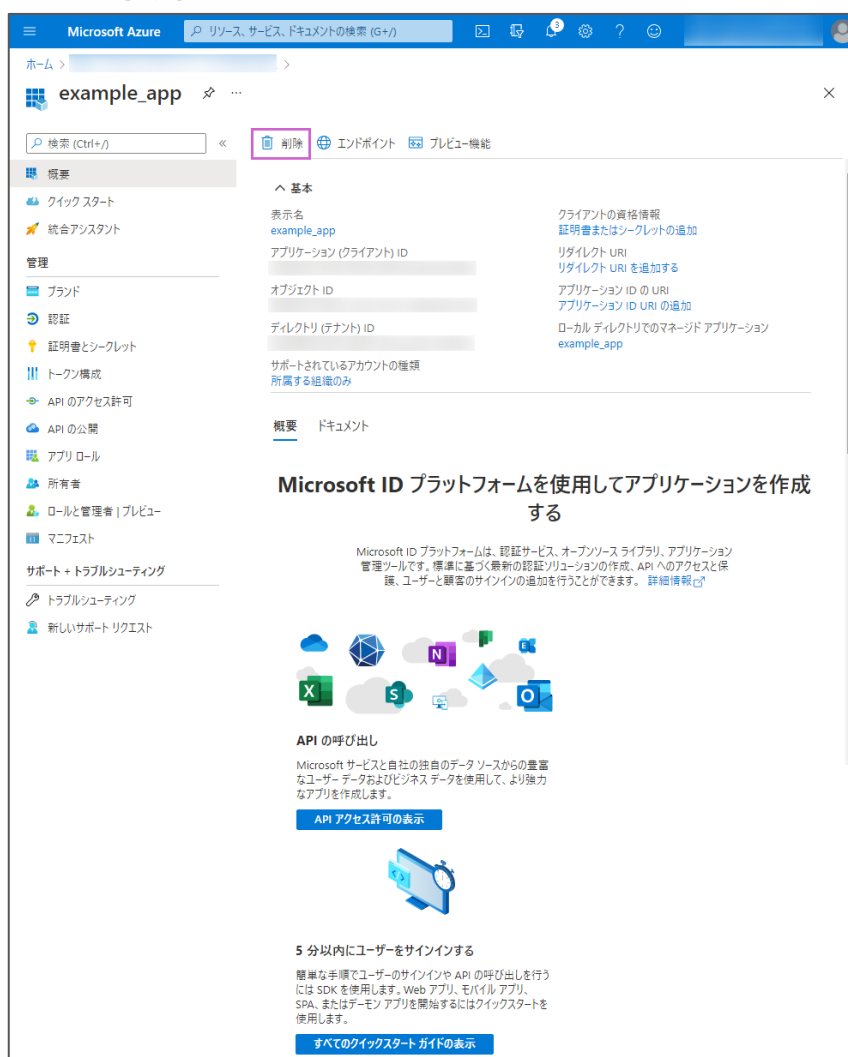 Microsoft Azure
リソース、サービス、ドキュメントの検索 (G+/)
3
ホーム >
>
example_app
検索 (Ctrl+/)
«
削除
エンドポイント
プレビュー機能
概要
クイック スタート
統合アシスタント
管理
ブランド
認証
証明書とシークレット
トークン構成
API のアクセス許可
API の公開
アプリ ロール
所有者
ロールと管理者 | プレビュー
マニフェスト
サポート + トラブルシューティング
トラブルシューティング
新しいサポート リクエスト
基本
表示名
example_app
アプリケーション (クライアント) ID
オブジェクト ID
ディレクトリ (テナント) ID
サポートされているアカウントの種類
所属する組織のみ
クライアントの資格情報
証明書またはシークレットの追加
リダイレクト URI
リダイレクト URI を追加する
アプリケーション ID の URI
アプリケーション ID URI の追加
ローカル ディレクトリでのマネージド アプリケーション
example_app
概要
ドキュメント
Microsoft ID プラットフォームを使用してアプリケーションを作成
する
Microsoft ID プラットフォームは、認証サービス、オープンソース ライブラリ、アプリケーション
管理ツールです。標準に基づく最新の認証ソリューションの作成、API へのアクセスと保
護、ユーザーと顧客のサインインの追加を行うことができます。 詳細情報
N
E
X
S
O
API の呼び出し
Microsoft サービスと自社の独自のデータ ソースからの豊富
なユーザー データおよびビジネス データを使用して、より強力
なアプリを作成します。
API アクセス許可の表示
5 分以内にユーザーをサインインする
簡単な手順でユーザーのサインインや API の呼び出しを行う
には SDK を使用します。Web アプリ、モバイル アプリ、
SPA、またはデーモン アプリを開始するにはクイックスタートを
使用します。
すべてのクイックスタート ガイドの表示